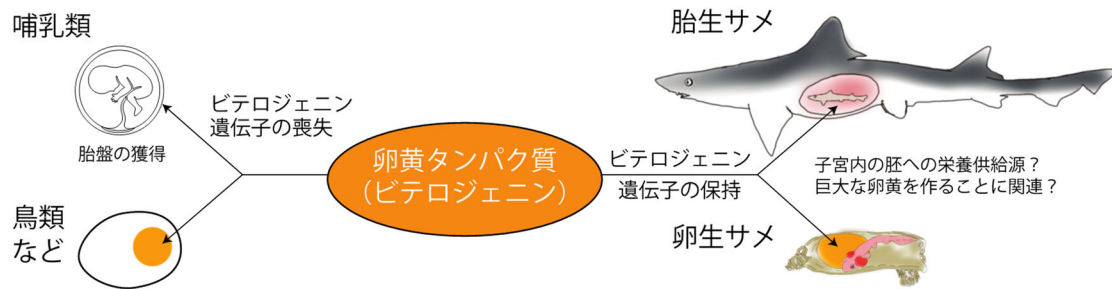 哺乳類
胎盤の獲得
ビテロジェニン
遺伝子の喪失
鳥類
など
卵黄タンパク質
（ビテロジェニン）
ビテロジェニン
遺伝子の保持
胎生サメ
子宮内の胚への栄養供給源？
巨大な卵黄を作ることに関連？
卵生サメ